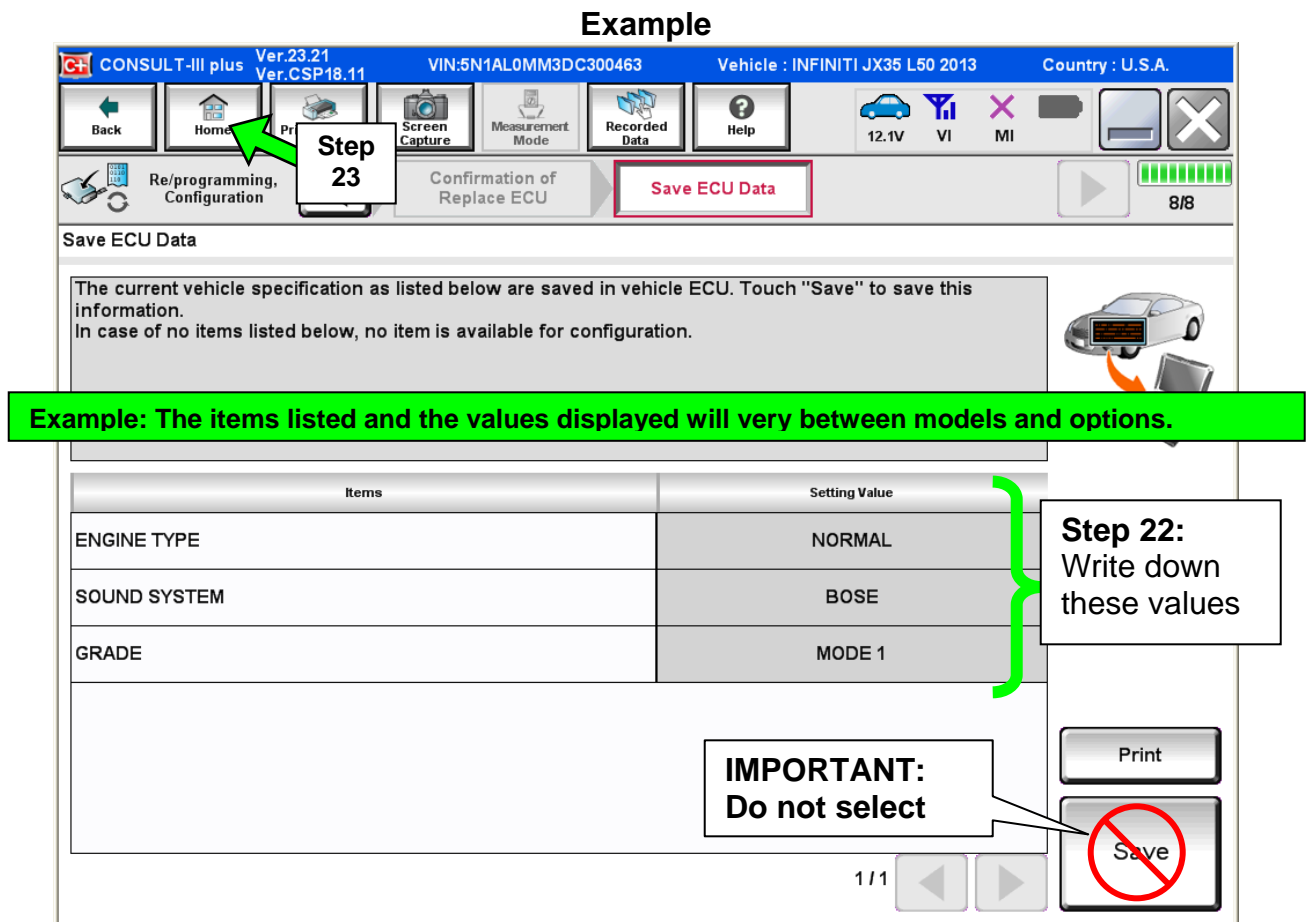 Example
CONSULT-III plus
Ver.23.21
Ver.CSP18.11
VIN:5N1AL0MM3DC300463
Vehicle : INFINITI JX35 L50 2013
Country : U.S.A.
Back
Home
Pri
Screen
Capture
Measurement
Mode
Recorded
Data
Help
12.1V
VI
MI
Step
23
Re/programming,
Configuration
Confirmation of
Replace ECU
Save ECU Data
8/8
Save ECU Data
The current vehicle specification as listed below are saved in vehicle ECU. Touch "Save" to save this
information.
In case of no items listed below, no item is available for configuration.
Example: The items listed and the values displayed will very between models and options.
Items
Setting Value
ENGINE TYPE
NORMAL
SOUND SYSTEM
BOSE
GRADE
MODE 1
Step 22:
Write down
these values
IMPORTANT:
Do not select
Print
Save
1/1